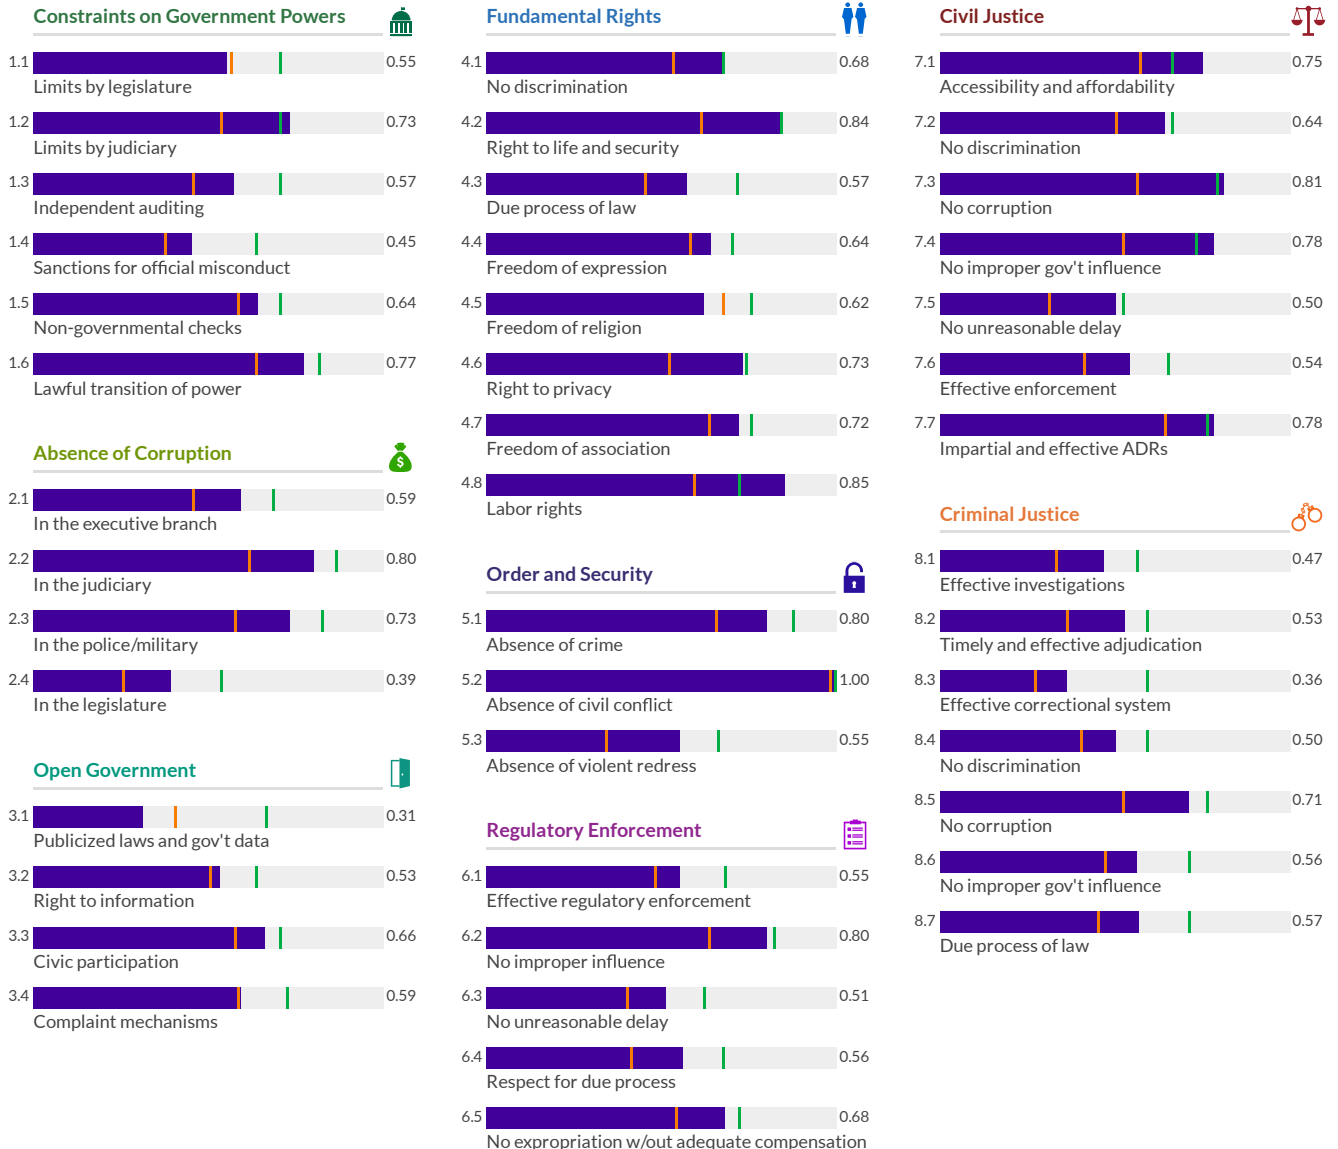 Constraints on Government Powers
1.1 0.55
Limits by legislature
1.2 0.73
Limits by judiciary
1.3 0.57
Independent auditing
1.4 0.45
Sanctions for official misconduct
1.5 0.64
Non-governmental checks
1.6 0.77
Lawful transition of power
Absence of Corruption
$
2.1 0.59
In the executive branch
2.2 0.80
In the judiciary
2.3 0.73
In the police/military
2.4 0.39
In the legislature
Open Government
3.1 0.31
Publicized laws and gov't data
3.2 0.53
Right to information
3.3 0.66
Civic participation
3.4 0.59
Complaint mechanisms
Fundamental Rights
4.1 0.68
No discrimination
4.2 0.84
Right to life and security
4.3 0.57
Due process of law
4.4 0.64
Freedom of expression
4.5 0.62
Freedom of religion
4.6 0.73
Right to privacy
4.7 0.72
Freedom of association
4.8 0.85
Labor rights
Order and Security
5.1 0.80
Absence of crime
5.2 1.00
Absence of civil conflict
5.3 0.55
Absence of violent redress
Regulatory Enforcement
6.1 0.55
Effective regulatory enforcement
6.2 0.80
No improper influence
6.3 0.51
No unreasonable delay
6.4 0.56
Respect for due process
6.5 0.68
No expropriation w/out adequate compensation
Civil Justice
7.1 0.75
Accessibility and affordability
7.2 0.64
No discrimination
7.3 0.81
No corruption
7.4 0.78
No improper gov't influence
7.5 0.50
No unreasonable delay
7.6 0.54
Effective enforcement
7.7 0.78
Impartial and effective ADRs
Criminal Justice
8.1 0.47
Effective investigations
8.2 0.53
Timely and effective adjudication
8.3 0.36
Effective correctional system
8.4 0.50
No discrimination
8.5 0.71
No corruption
8.6 0.56
No improper gov't influence
8.7 0.57
Due process of law